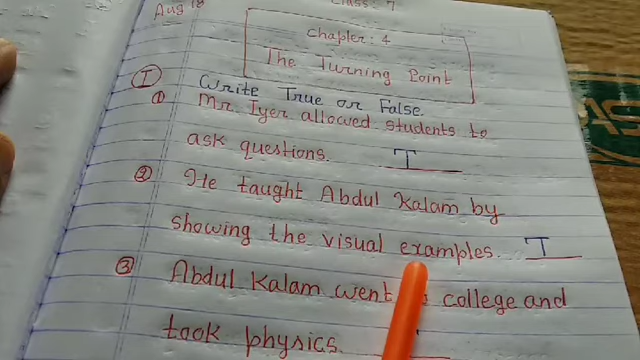 Aug 18
Class: 7
Chapter: 4
The Turning Point
I Write True or False.
① Mr. Iyer allowed students to
ask questions. T
② He taught Abdul Kalam by
showing the visual examples. T
③ Abdul Kalam went college and
took physics.